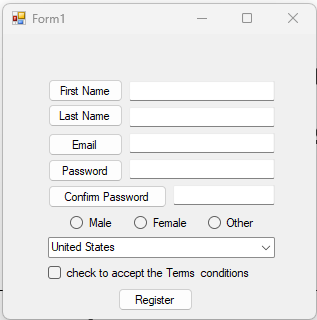 Form1
First Name
Last Name
Email
Password
Confirm Password
Male Female Other
United States
check to accept the Terms conditions
Register